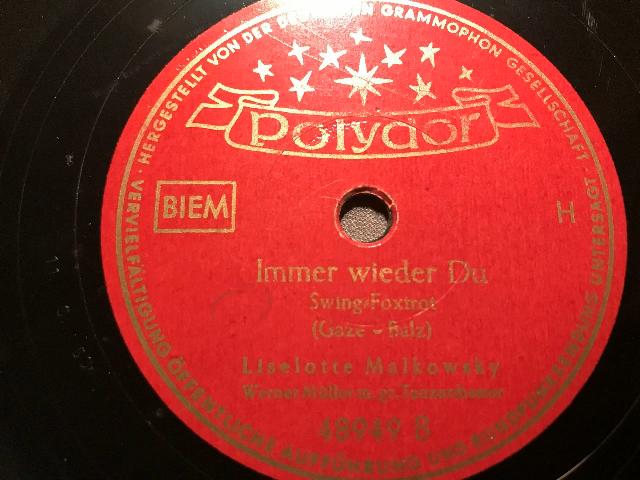 HERGESTELLT VON DER DEUTSCHEN GRAMMOPHON GESELLSCHAFT · VERVIELFÄLTIGUNG ÖFFENTLICHE AUFFÜHRUNG UND RUNDFUNKSENDUNG UNTERSAGT ·
Polydor
BIEM
H
Immer wieder Du
Swing-Foxtrot
(Gaze - Balz)
Liselotte Malkowsky
Werner Müller m. gr. Tanzorchester
48949 B